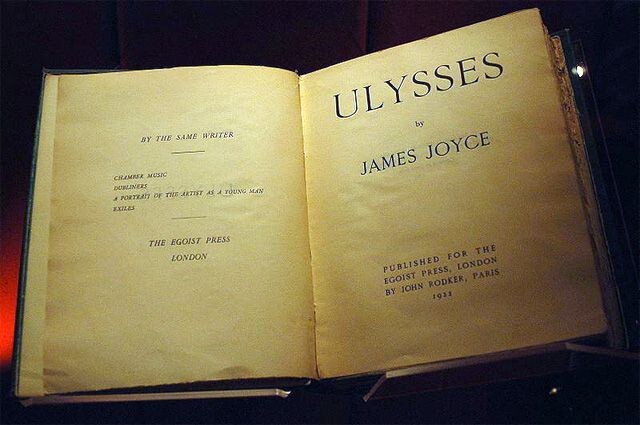 BY THE SAME WRITER
CHAMBER MUSIC
DUBLINERS
A PORTRAIT OF THE ARTIST AS A YOUNG MAN
EXILES
THE EGOIST PRESS
LONDON
ULYSSES
by
JAMES JOYCE
PUBLISHED FOR THE
EGOIST PRESS, LONDON
BY JOHN RODKER, PARIS
1922